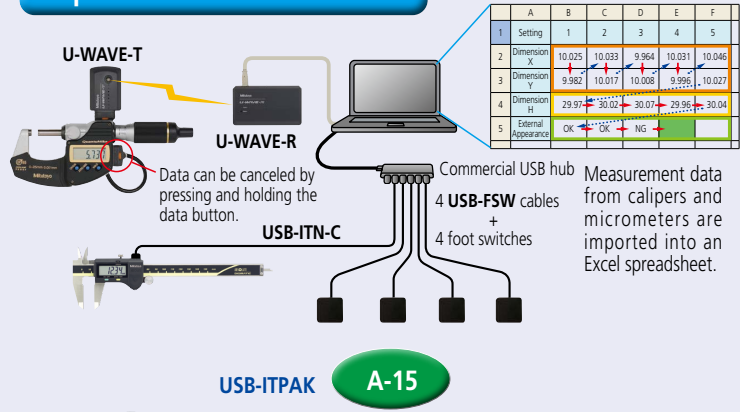 U-WAVE-T
U-WAVE-R
Mitutoyo
Data can be canceled by
pressing and holding the
data button.
USB-ITN-C
Commercial USB hub
4 USB-FSW cables
+
4 foot switches
A B C D E F
1 Setting 1 2 3 4 5
2 Dimension X 10.025 10.033 9.964 10.031 10.046
3 Dimension Y 9.982 10.017 10.008 9.996 10.027
4 Dimension H 29.97 30.02 30.07 29.96 30.04
5 External Appearance OK OK NG
Measurement data
from calipers and
micrometers are
imported into an
Excel spreadsheet.
USB-ITPAK
A-15